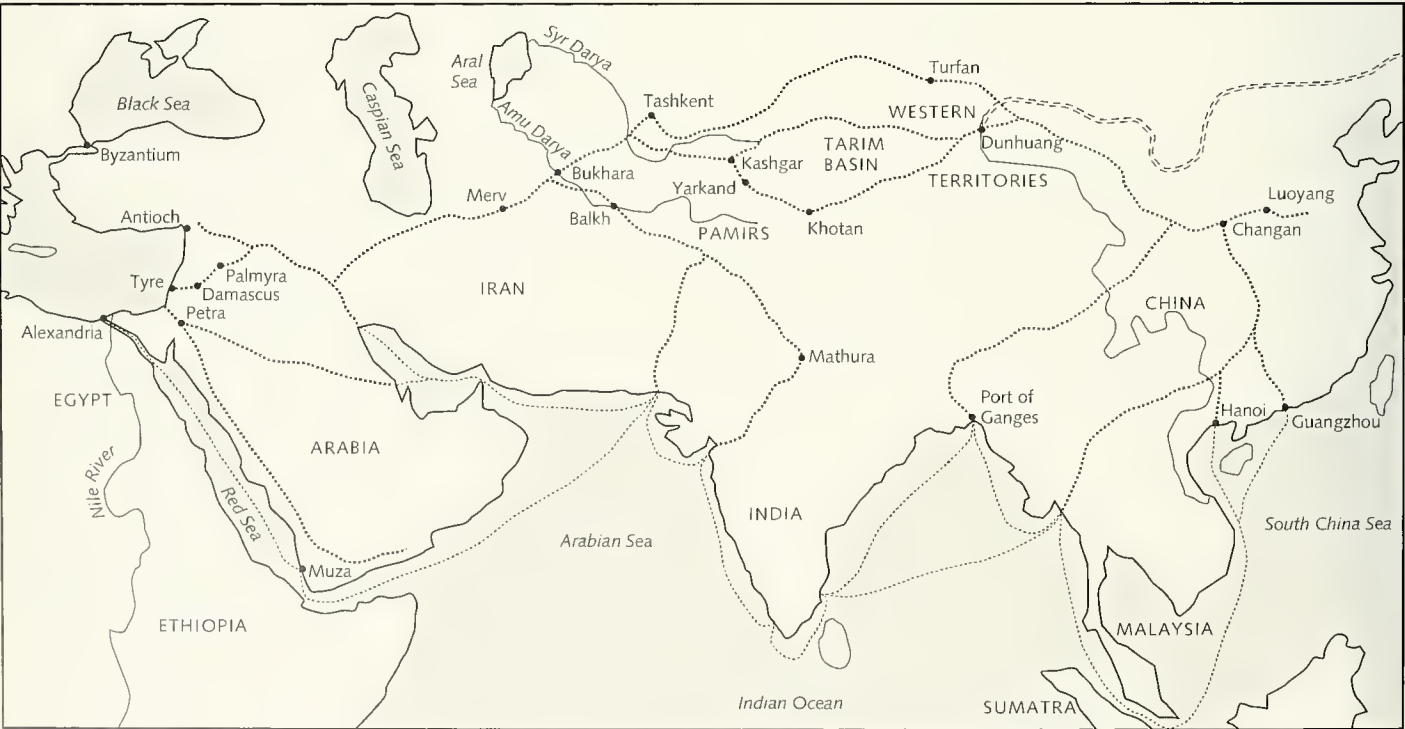 Black Sea
Byzantium
Caspian Sea
Aral
Sea
Syr Darya
Amu Darya
Tashkent
Turfan
WESTERN
TERRITORIES
TARIM
BASIN
Dunhuang
Kashgar
Yarkand
Khotan
PAMIRS
Bukhara
Merv
Balkh
Luoyang
Changan
CHINA
Antioch
Palmyra
Tyre
Damascus
Petra
Alexandria
IRAN
Mathura
EGYPT
Nile River
ARABIA
Red Sea
Muza
ETHIOPIA
Arabian Sea
INDIA
Port of
Ganges
Hanoi
Guangzhou
South China Sea
MALAYSIA
Indian Ocean
SUMATRA